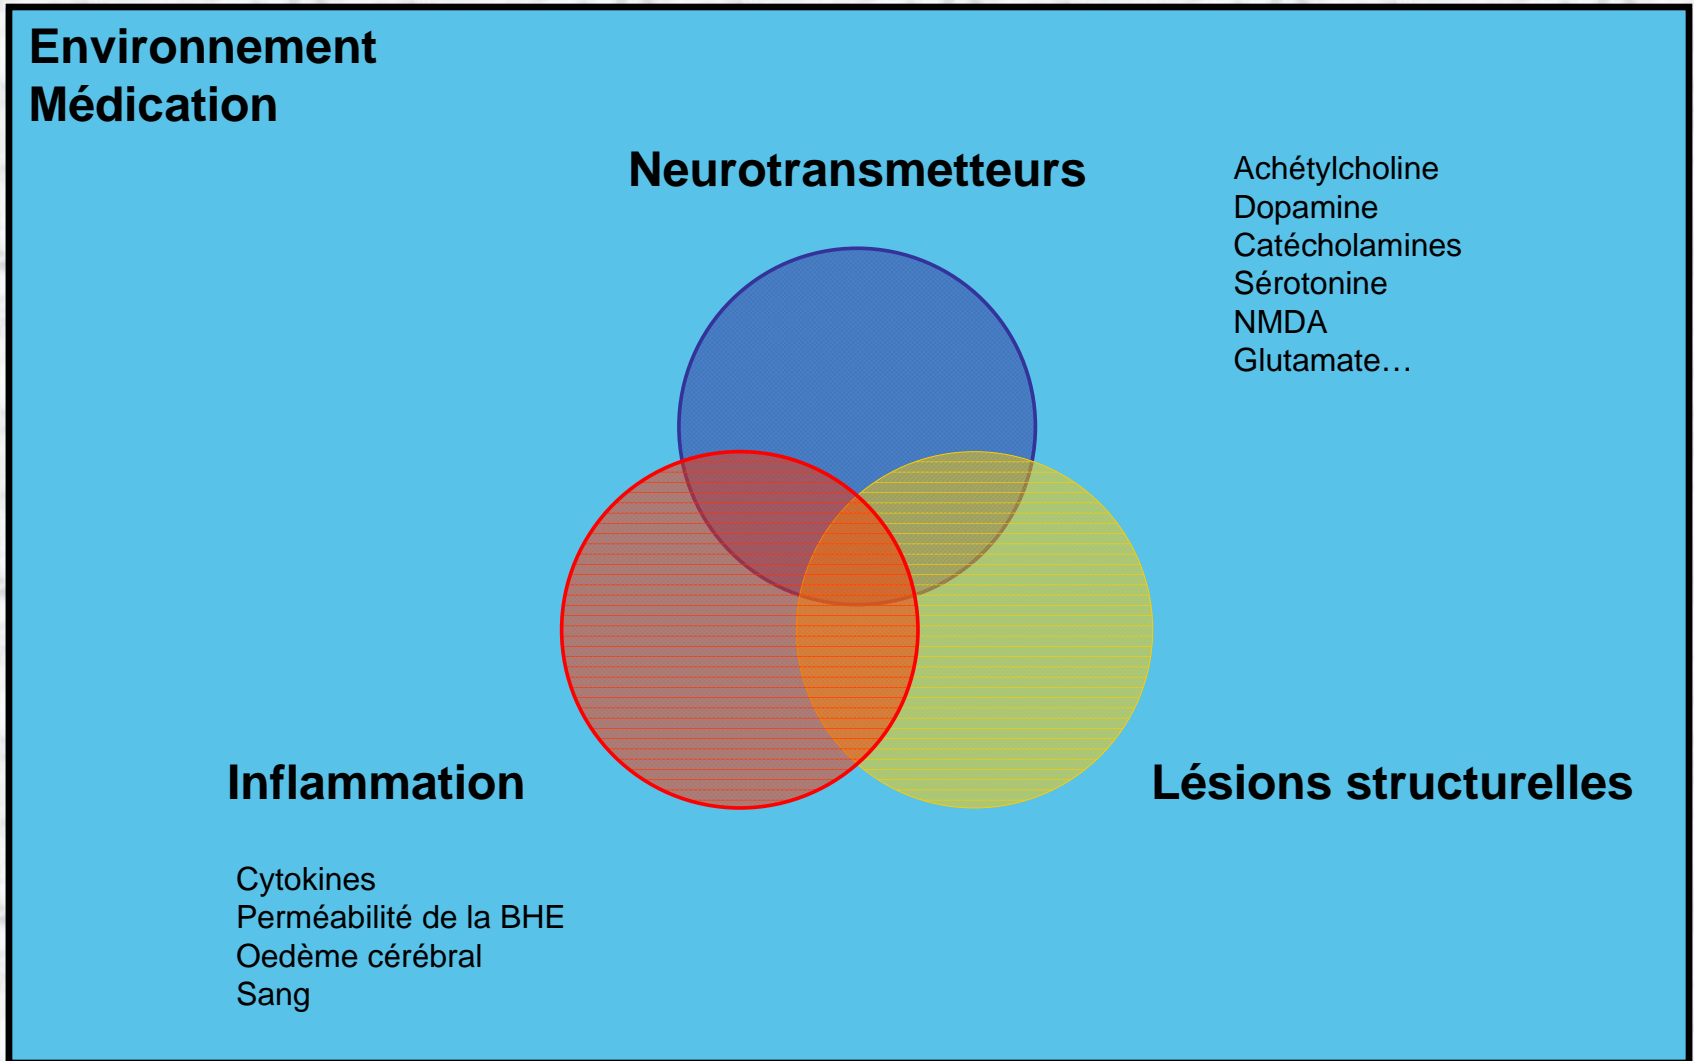 Environnement
Médication
Neurotransmetteurs
Achétylcholine
Dopamine
Catécholamines
Sérotonine
NMDA
Glutamate…
Inflammation
Lésions structurelles
Cytokines
Perméabilité de la BHE
Oedème cérébral
Sang